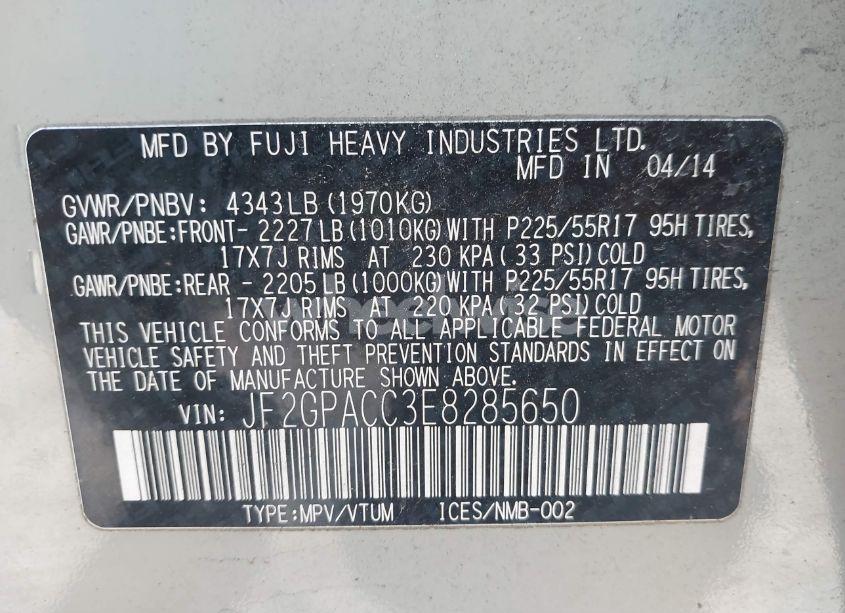 MFD BY FUJI HEAVY INDUSTRIES LTD.
MFD IN 04/14
GVWR/PNBV: 4343LB (1970KG)
GAWR/PNBE:FRONT- 2227LB (1010KG) WITH P225/55R17 95H TIRES,
17X7J RIMS AT 230 KPA ( 33 PSI) COLD
GAWR/PNBE:REAR - 2205LB (1000KG) WITH P225/55R17 95H TIRES,
17X7J RIMS AT 220 KPA ( 32 PSI) COLD
THIS VEHICLE CONFORMS TO ALL APPLICABLE FEDERAL MOTOR
VEHICLE SAFETY AND THEFT PREVENTION STANDARDS IN EFFECT ON
THE DATE OF MANUFACTURE SHOWN ABOVE.
VIN: JF2GPACC3E8285650
TYPE:MPV/VTUM ICES/NMB-002